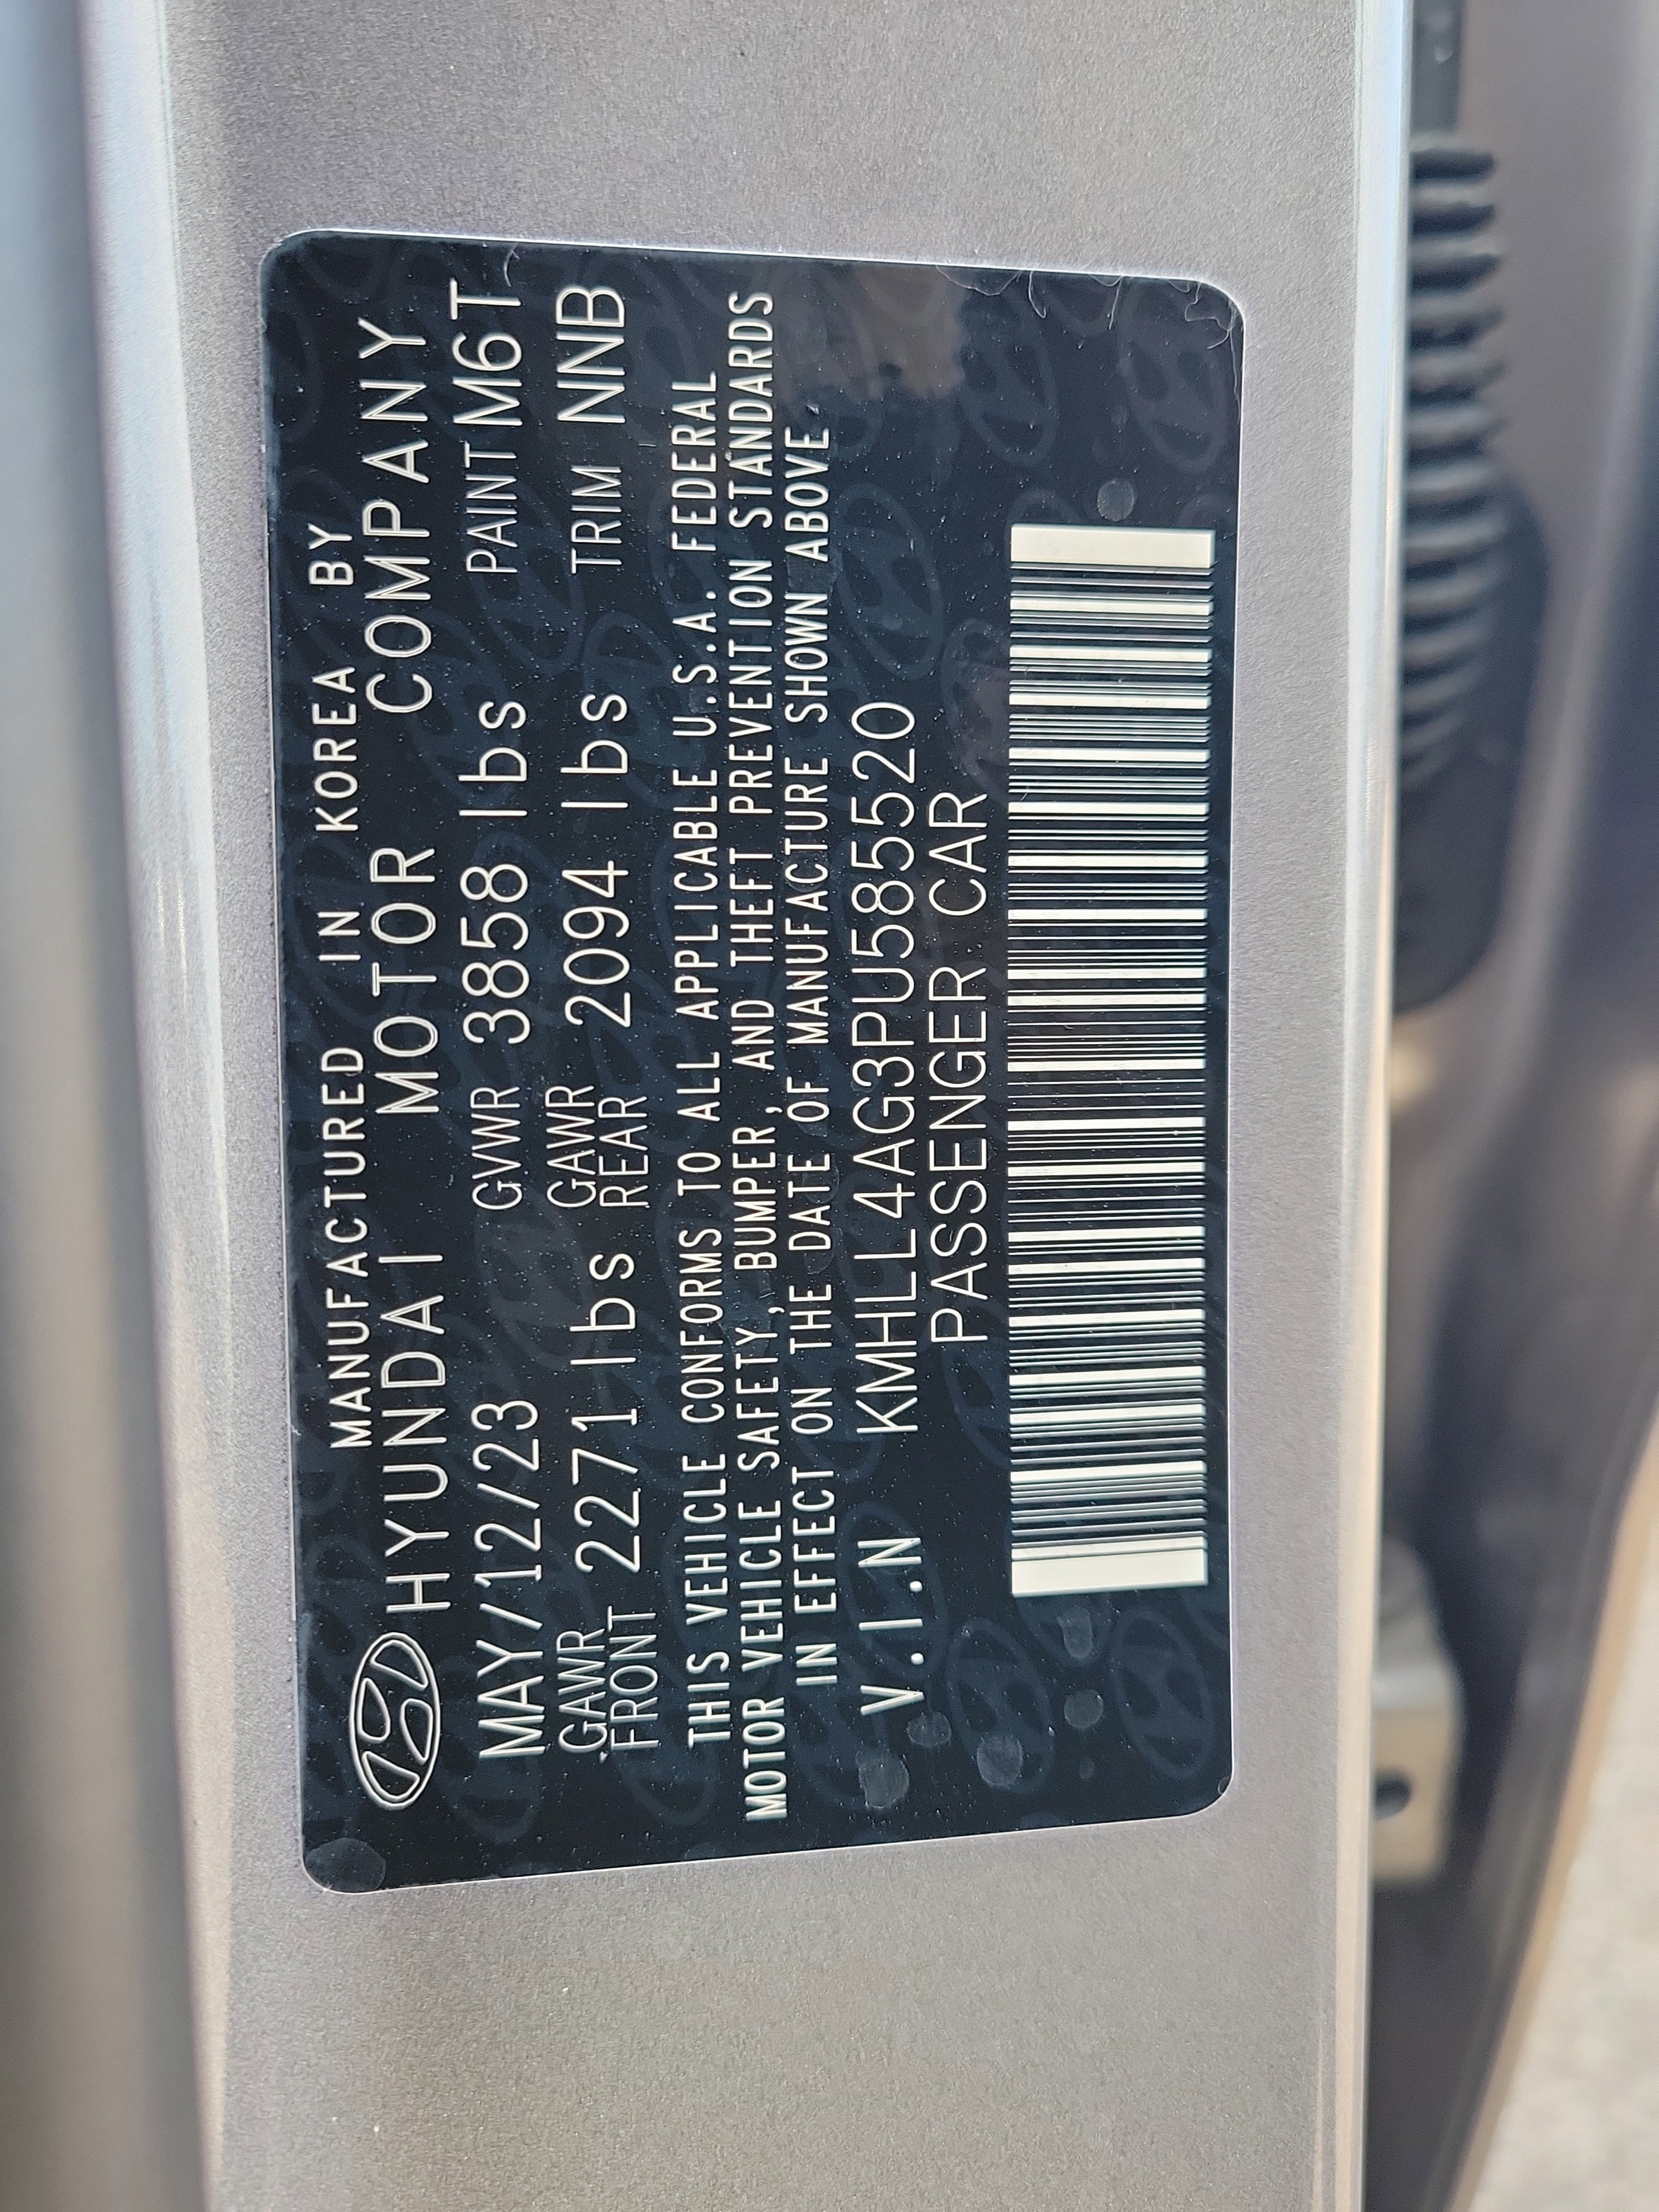 MANUFACTURED IN KOREA BY
HYUNDAI MOTOR COMPANY
MAY/12/23 GVWR 3858 lbs PAINT M6T
GAWR FRONT 2271 lbs GAWR REAR 2094 lbs TRIM NNB
THIS VEHICLE CONFORMS TO ALL APPLICABLE U.S.A. FEDERAL
MOTOR VEHICLE SAFETY, BUMPER, AND THEFT PREVENTION STANDARDS
IN EFFECT ON THE DATE OF MANUFACTURE SHOWN ABOVE
V.I.N KMHLL4AG3PU585520
PASSENGER CAR